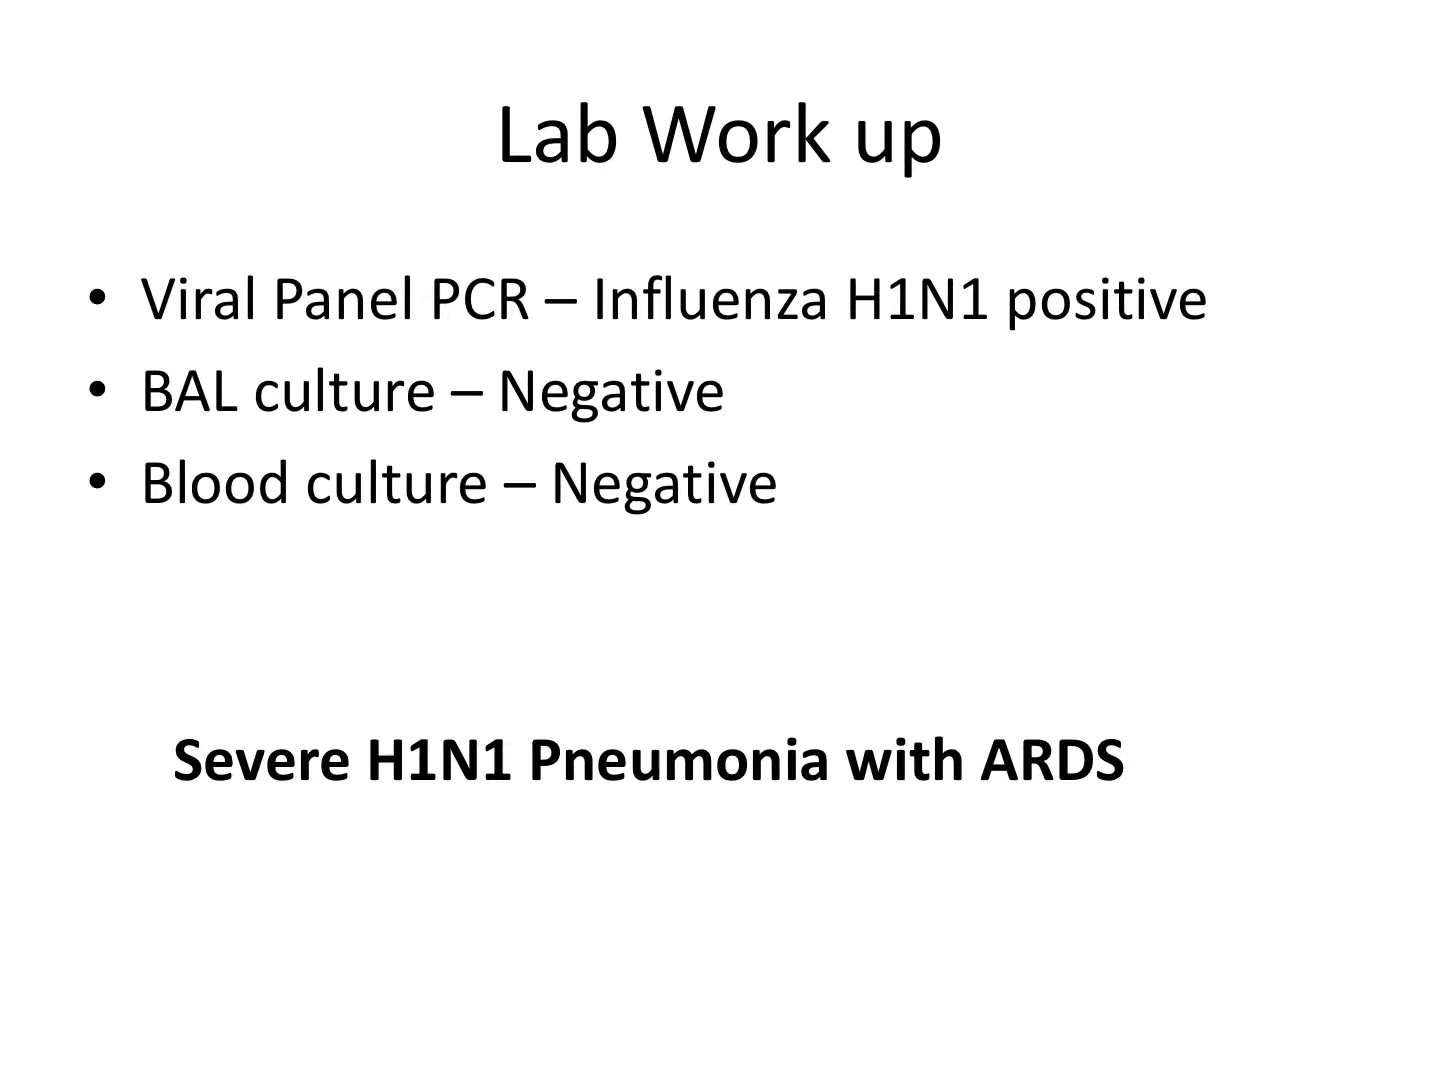 Lab Work up
• Viral Panel PCR – Influenza H1N1 positive
• BAL culture – Negative
• Blood culture – Negative
Severe H1N1 Pneumonia with ARDS